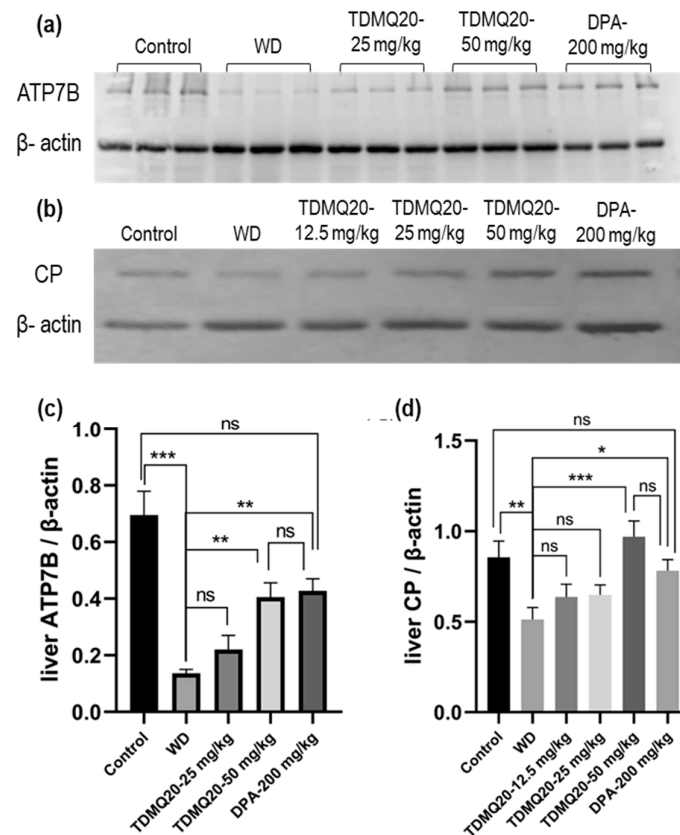 (a)
Control
WD
TDMQ20-
25 mg/kg
TDMQ20-
50 mg/kg
DPA-
200 mg/kg
ATP7B
β- actin
(b)
Control
WD
TDMQ20-
12.5 mg/kg
TDMQ20-
25 mg/kg
TDMQ20-
50 mg/kg
DPA-
200 mg/kg
CP
β- actin
(c)
liver ATP7B / β-actin
1.0
0.8
0.6
0.4
0.2
0.0
ns
***
**
**
ns
ns
Control
WD
TDMQ20-25 mg/kg
TDMQ20-50 mg/kg
DPA-200 mg/kg
(d)
liver CP / β-actin
1.5
1.0
0.5
0.0
ns
*
***
ns
**
ns
ns
Control
WD
TDMQ20-12.5 mg/kg
TDMQ20-25 mg/kg
TDMQ20-50 mg/kg
DPA-200 mg/kg